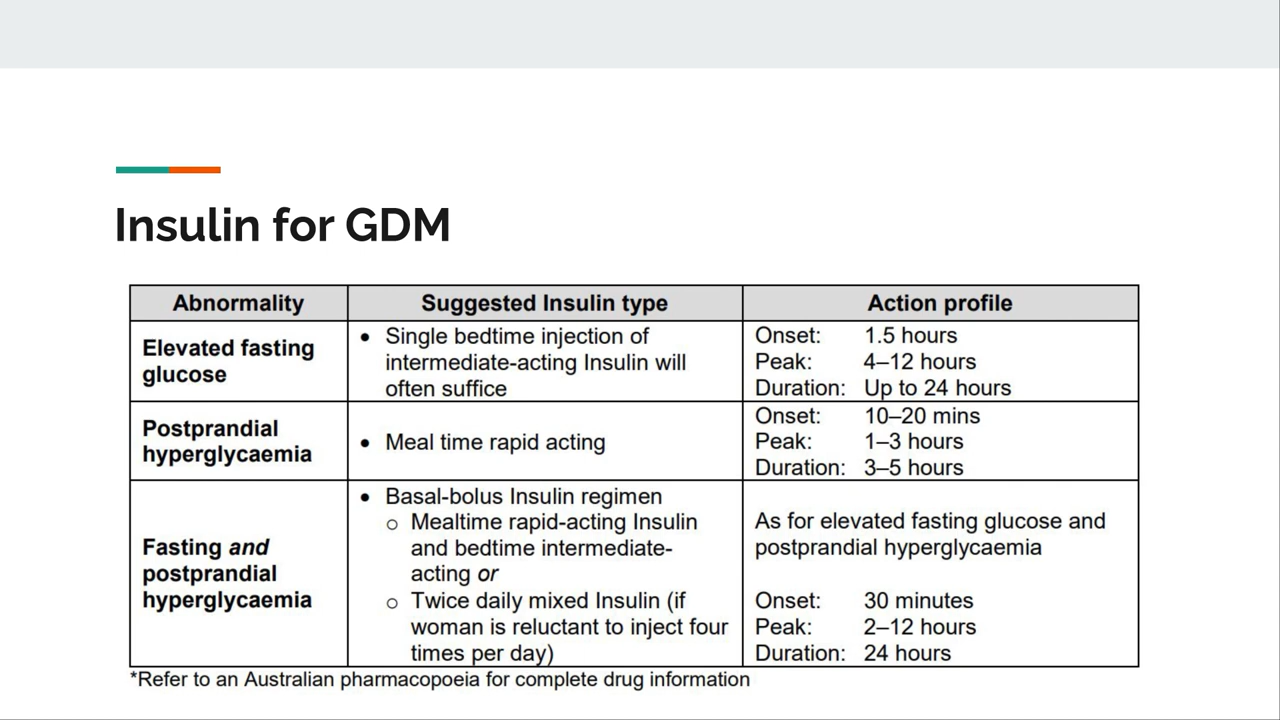 Insulin for GDM
Abnormality
Suggested Insulin type
Action profile
Elevated fasting
glucose
• Single bedtime injection of
intermediate-acting Insulin will
often suffice
Onset: 1.5 hours
Peak: 4–12 hours
Duration: Up to 24 hours
Postprandial
hyperglycaemia
• Meal time rapid acting
Onset: 10–20 mins
Peak: 1–3 hours
Duration: 3–5 hours
Fasting and
postprandial
hyperglycaemia
• Basal-bolus Insulin regimen
o Mealtime rapid-acting Insulin
and bedtime intermediate-
acting or
o Twice daily mixed Insulin (if
woman is reluctant to inject four
times per day)
As for elevated fasting glucose and
postprandial hyperglycaemia
Onset: 30 minutes
Peak: 2–12 hours
Duration: 24 hours
*Refer to an Australian pharmacopoeia for complete drug information